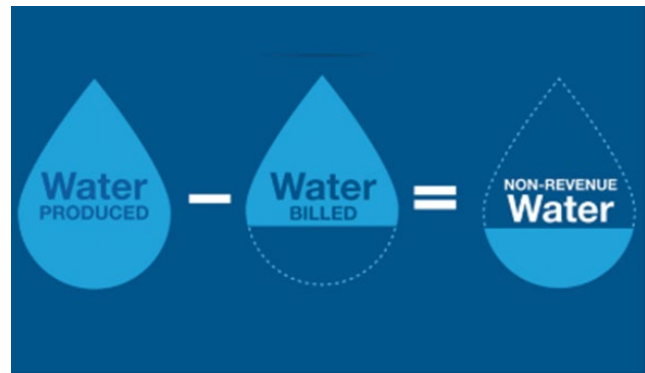 Water
PRODUCED
Water
BILLED
NON-REVENUE
Water